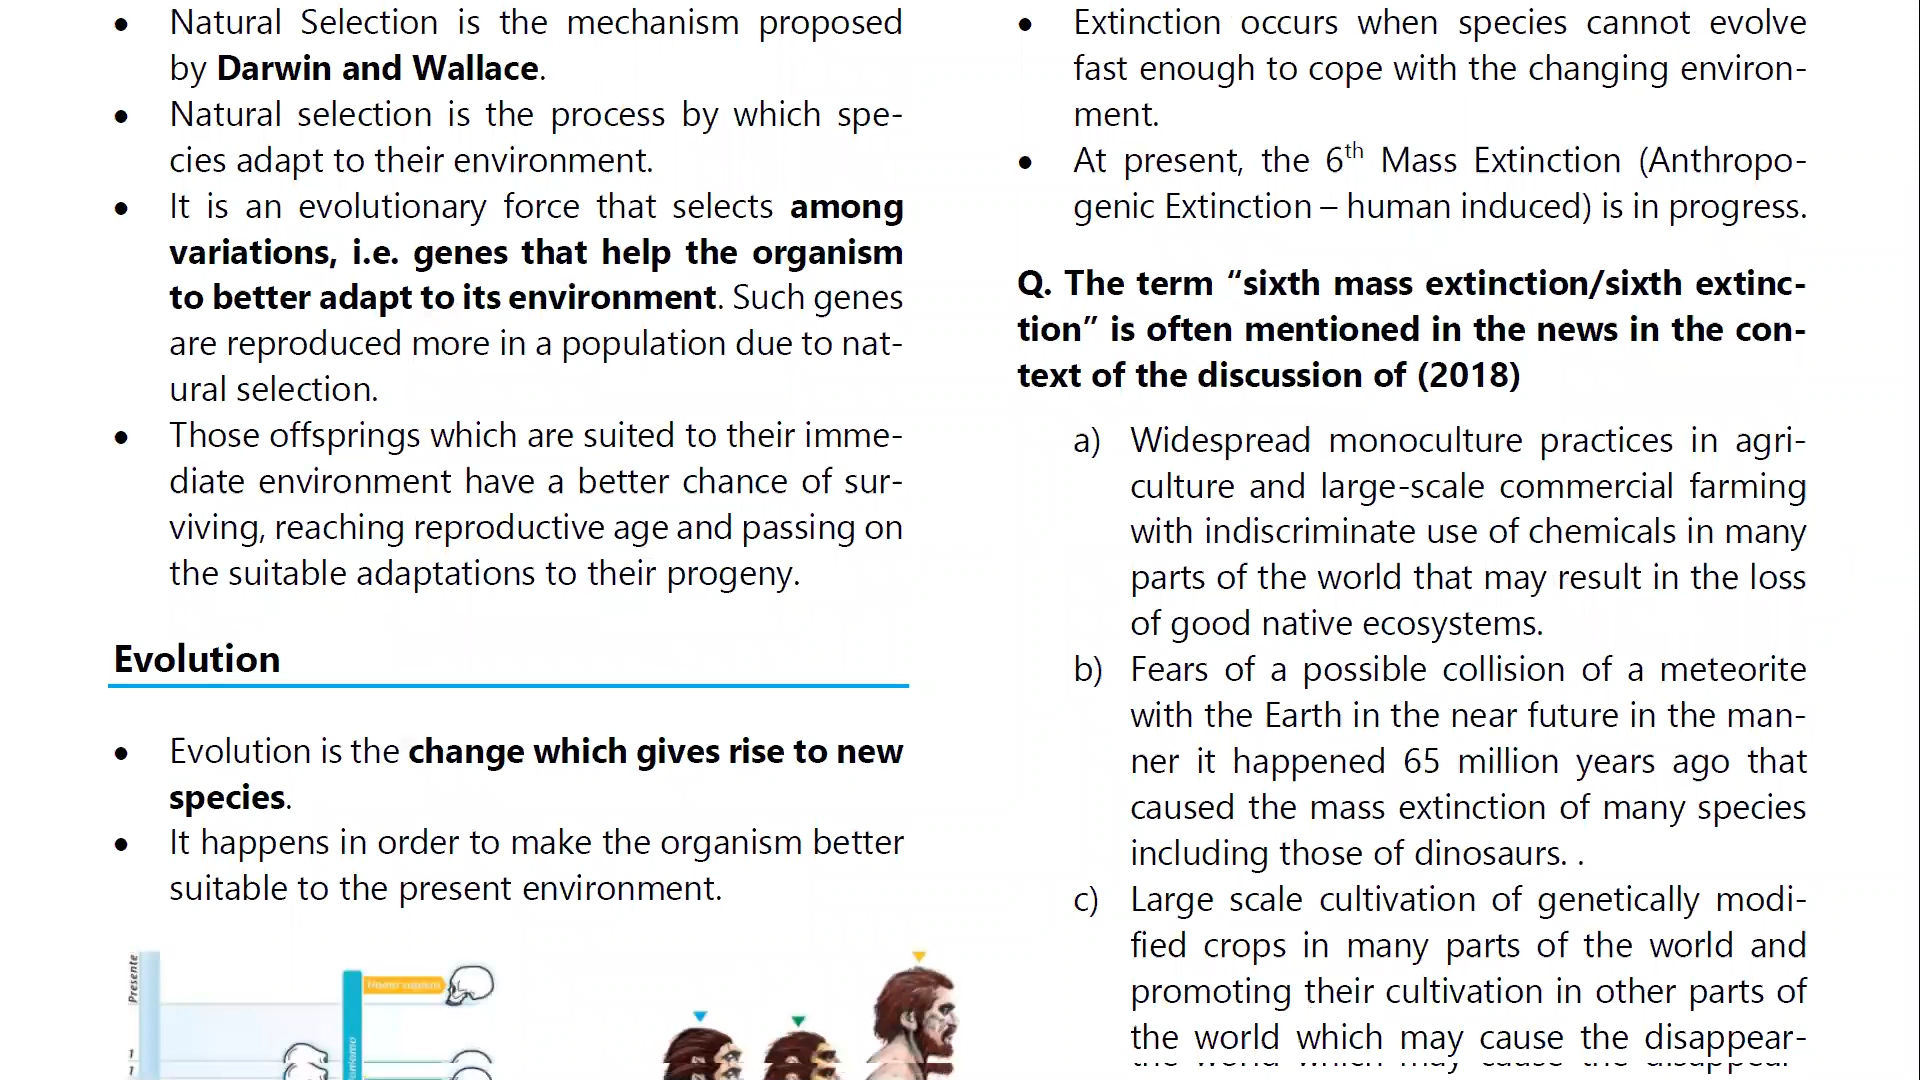 • Natural Selection is the mechanism proposed
by Darwin and Wallace.
• Natural selection is the process by which spe-
cies adapt to their environment.
• It is an evolutionary force that selects among
variations, i.e. genes that help the organism
to better adapt to its environment. Such genes
are reproduced more in a population due to nat-
ural selection.
• Those offsprings which are suited to their imme-
diate environment have a better chance of sur-
viving, reaching reproductive age and passing on
the suitable adaptations to their progeny.
Evolution
• Evolution is the change which gives rise to new
species.
• It happens in order to make the organism better
suitable to the present environment.
Presente
1
1
• Extinction occurs when species cannot evolve
fast enough to cope with the changing environ-
ment.
• At present, the 6th Mass Extinction (Anthropo-
genic Extinction – human induced) is in progress.
Q. The term “sixth mass extinction/sixth extinc-
tion” is often mentioned in the news in the con-
text of the discussion of (2018)
a) Widespread monoculture practices in agri-
culture and large-scale commercial farming
with indiscriminate use of chemicals in many
parts of the world that may result in the loss
of good native ecosystems.
b) Fears of a possible collision of a meteorite
with the Earth in the near future in the man-
ner it happened 65 million years ago that
caused the mass extinction of many species
including those of dinosaurs. .
c) Large scale cultivation of genetically modi-
fied crops in many parts of the world and
promoting their cultivation in other parts of
the world which may cause the disappear-